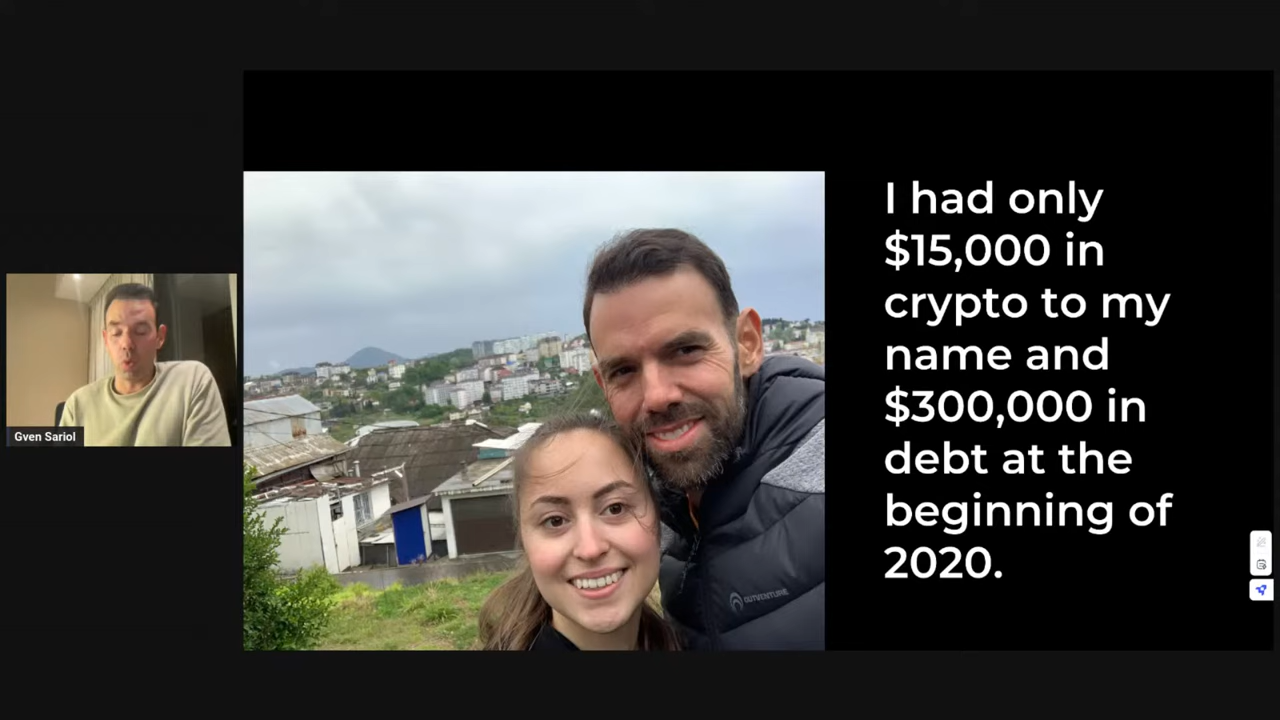 Gven Sariol
I had only
$15,000 in
crypto to my
name and
$300,000 in
debt at the
beginning of
2020.
OUTVENTURE